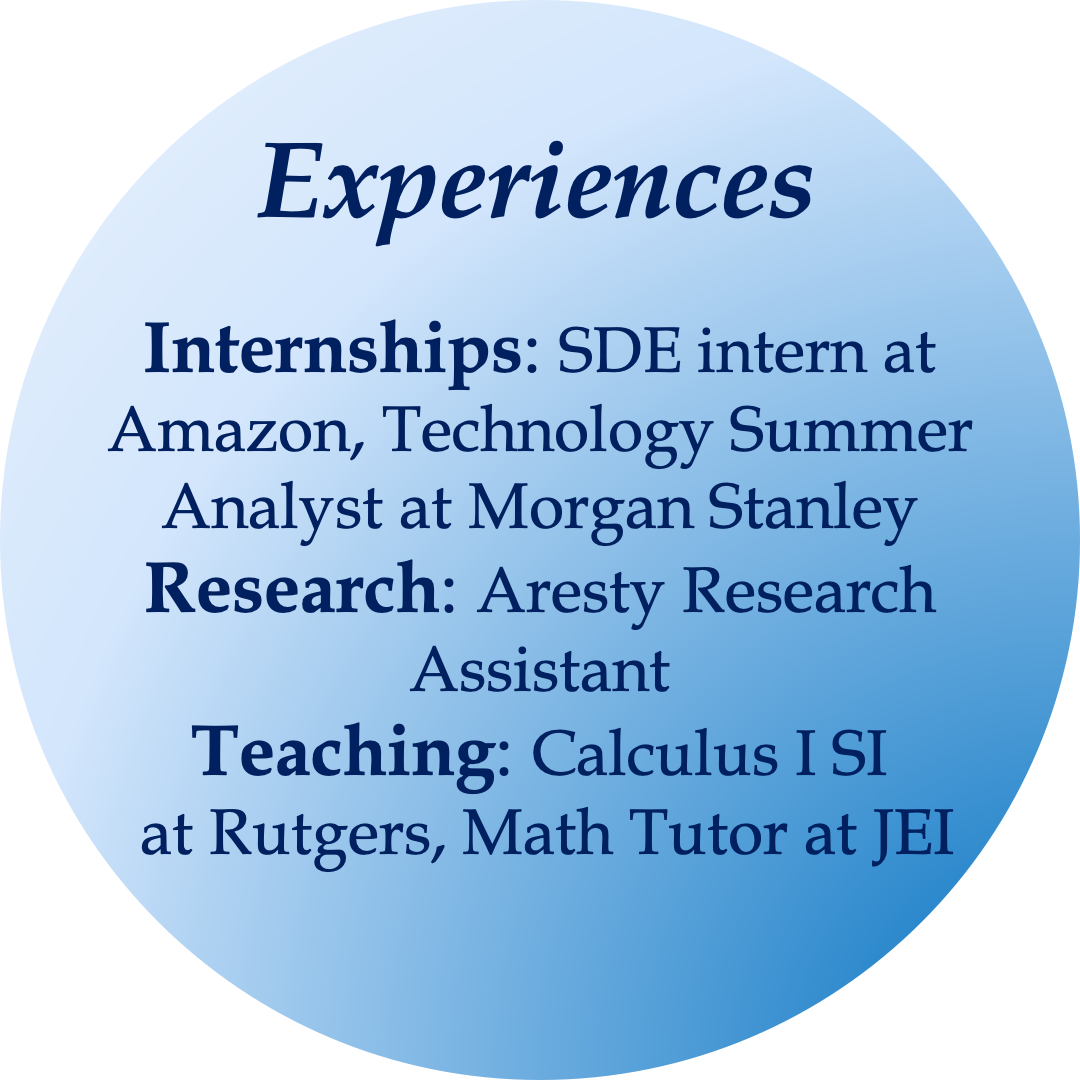 Experiences
Internships: SDE intern at
Amazon, Technology Summer
Analyst at Morgan Stanley
Research: Aresty Research
Assistant
Teaching: Calculus I SI
at Rutgers, Math Tutor at JEI